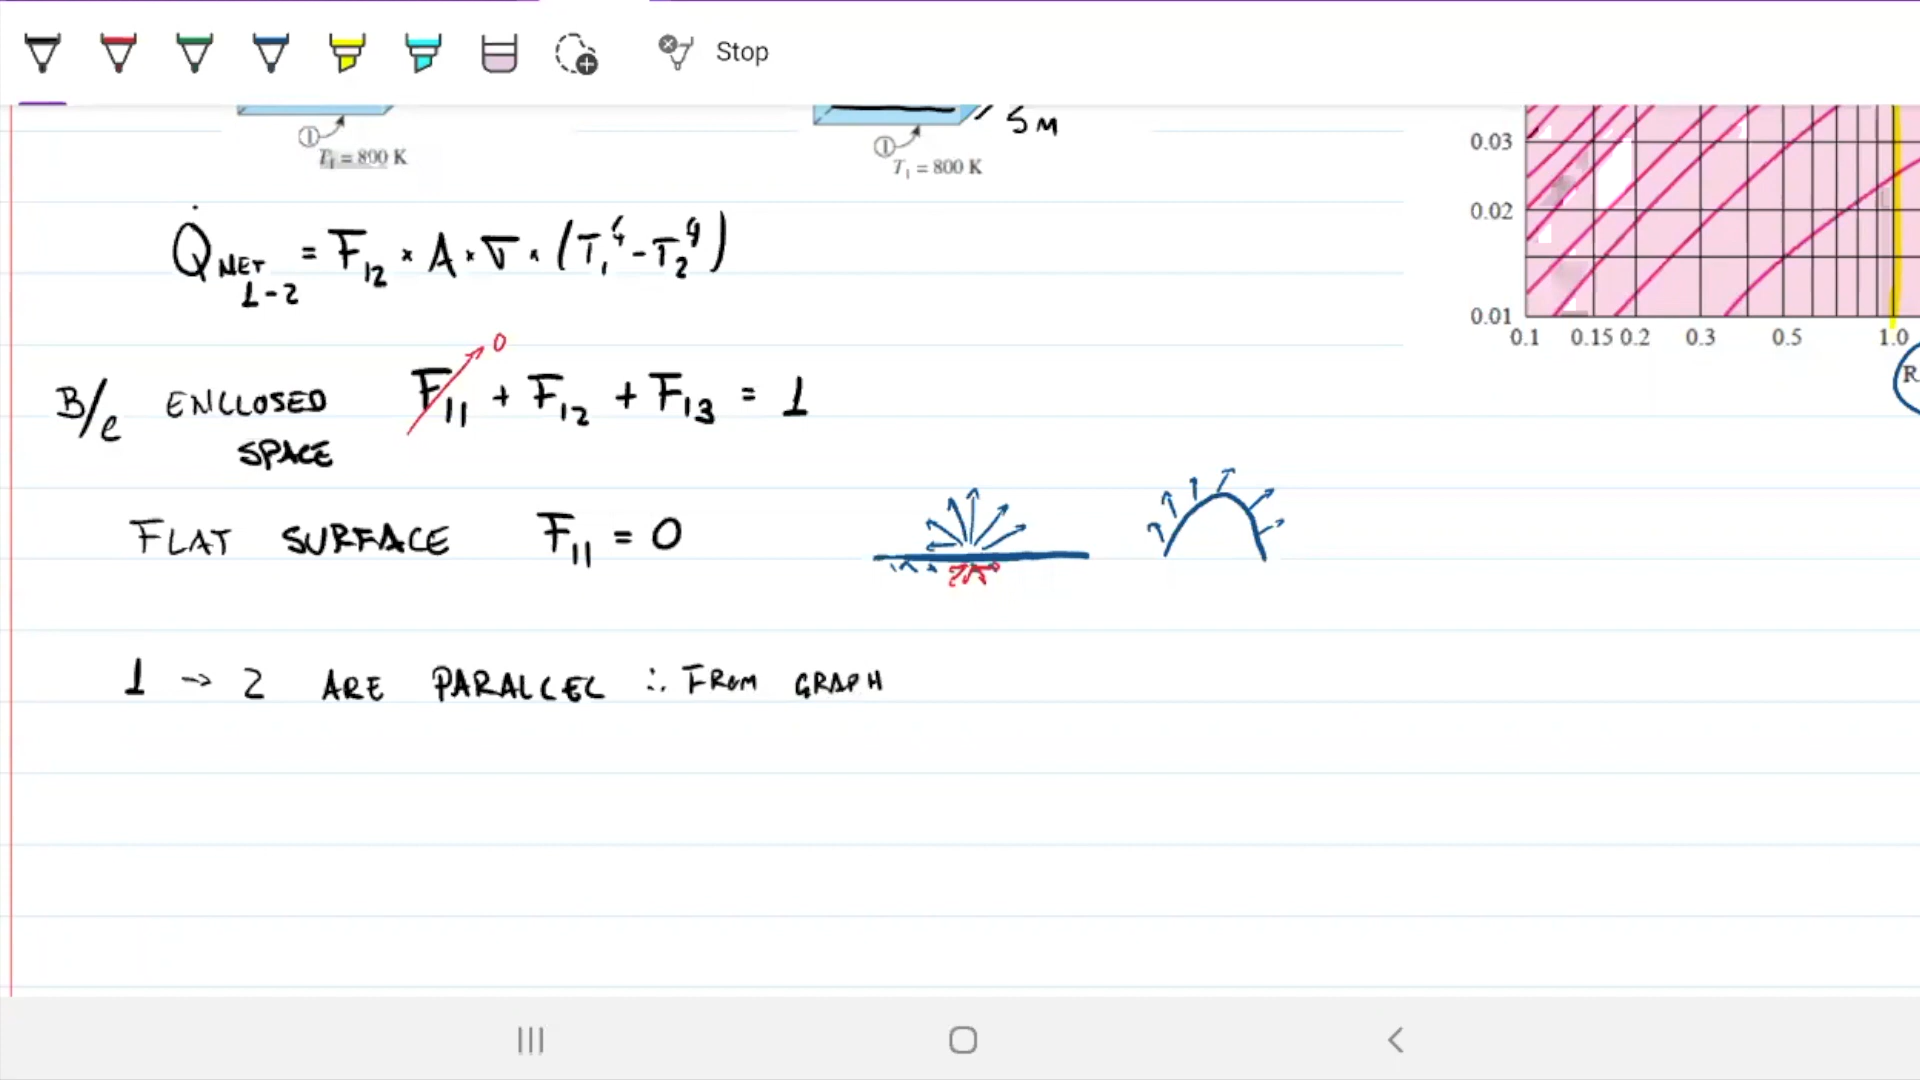 Stop
5 M
①
T₁ = 800 K
①
T₁ = 800 K
0.03
0.02
0.01
0.1 0.15 0.2 0.3 0.5 1.0
R
Q̇ NET 1-2 = F₁₂ × A × σ × (T₁⁴ - T₂⁴)
0
B/c ENCLOSED SPACE F₁₁ + F₁₂ + F₁₃ = 1
FLAT SURFACE F₁₁ = 0
1 → 2 ARE PARALLEL ∴ FROM GRAPH